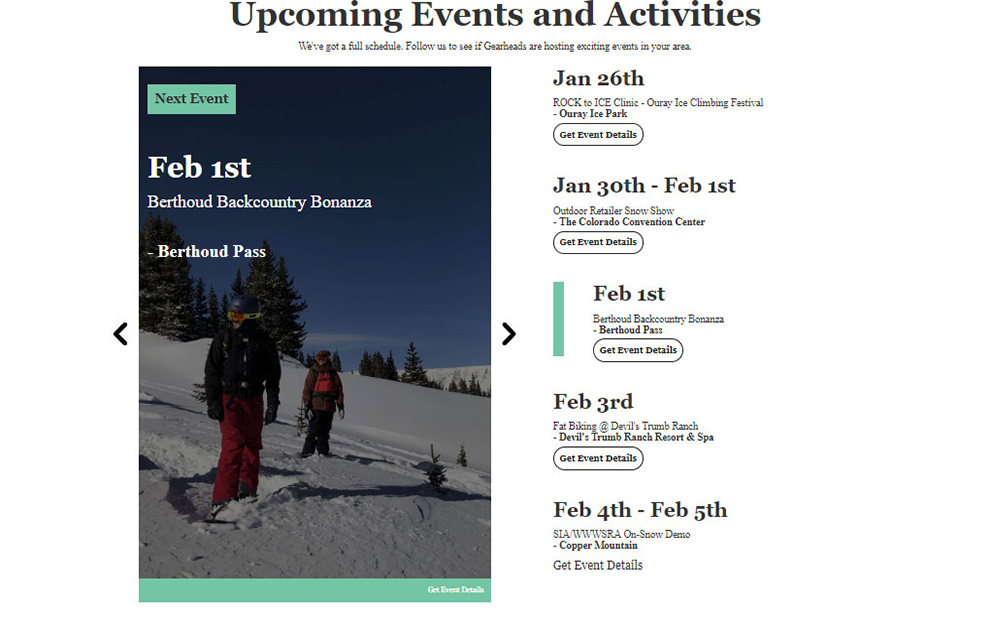 Upcoming Events and Activities
We've got a full schedule. Follow us to see if Gearheads are hosting exciting events in your area.
Next Event
Feb 1st
Berthoud Backcountry Bonanza
- Berthoud Pass
Get Event Details
Jan 26th
ROCK to ICE Clinic - Ouray Ice Climbing Festival
- Ouray Ice Park
Get Event Details
Jan 30th - Feb 1st
Outdoor Retailer Snow Show
- The Colorado Convention Center
Get Event Details
Feb 1st
Berthoud Backcountry Bonanza
- Berthoud Pass
Get Event Details
Feb 3rd
Fat Biking @ Devil's Trumb Ranch
- Devil's Trumb Ranch Resort & Spa
Get Event Details
Feb 4th - Feb 5th
SIA/WWWSRA On-Snow Demo
- Copper Mountain
Get Event Details